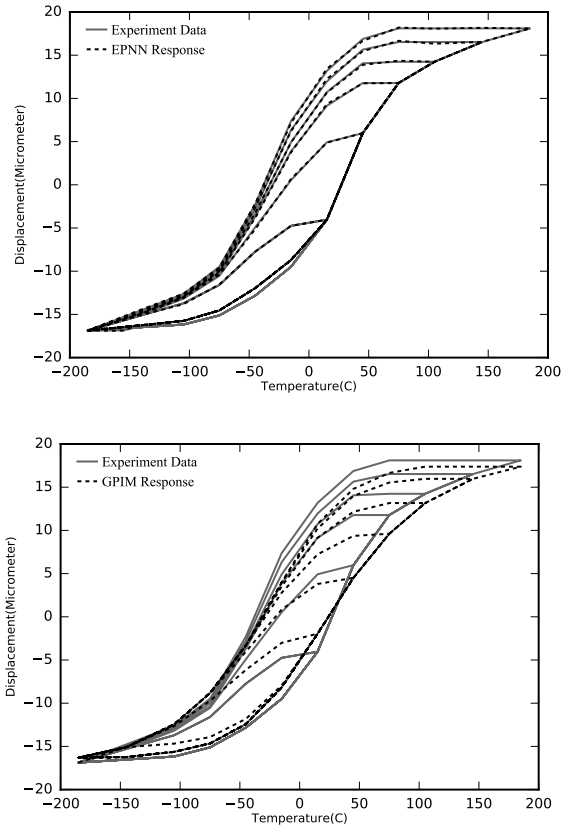 20
15
10
5
0
−5
−10
−15
−20
Displacement(Micrometer)
Experiment Data
EPNN Response
−200 −150 −100 −50 0 50 100 150 200
Temperature(C)
20
15
10
5
0
−5
−10
−15
−20
Displacement(Micrometer)
Experiment Data
GPIM Response
−200 −150 −100 −50 0 50 100 150 200
Temperature(C)